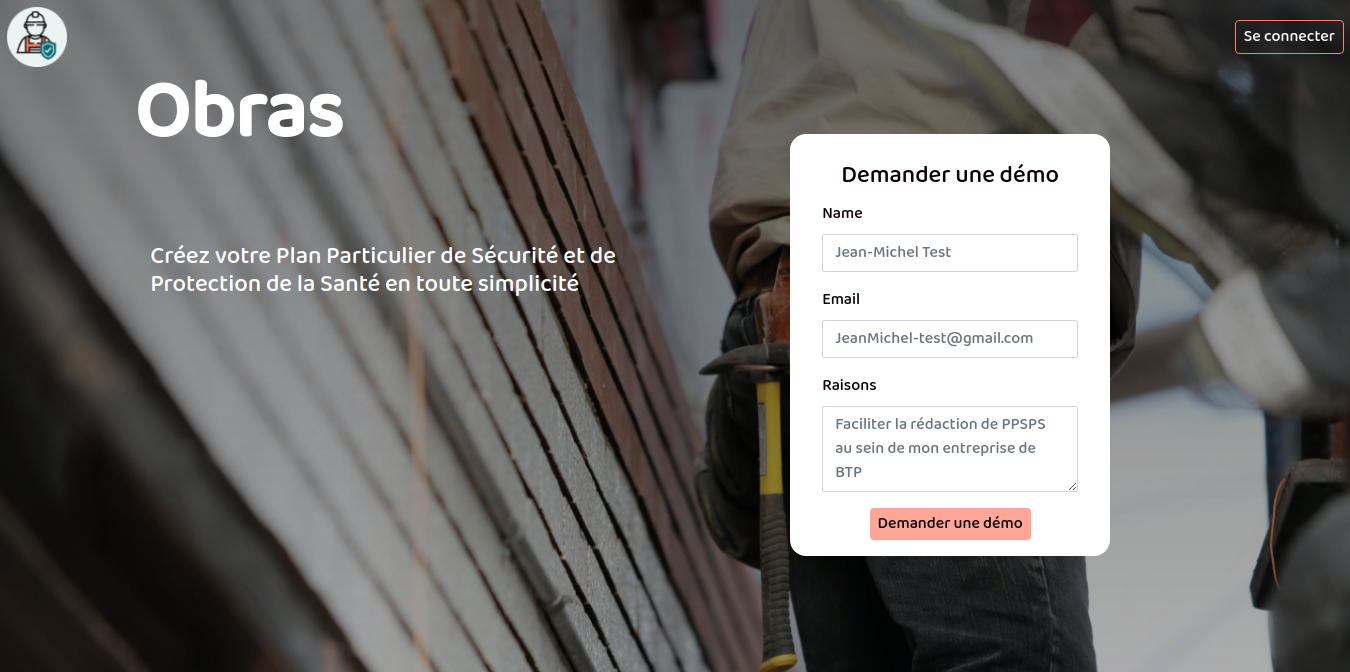 Se connecter
Obras
Créez votre Plan Particulier de Sécurité et de
Protection de la Santé en toute simplicité
Demander une démo
Name
Jean-Michel Test
Email
JeanMichel-test@gmail.com
Raisons
Faciliter la rédaction de PPSPS
au sein de mon entreprise de
BTP
Demander une démo